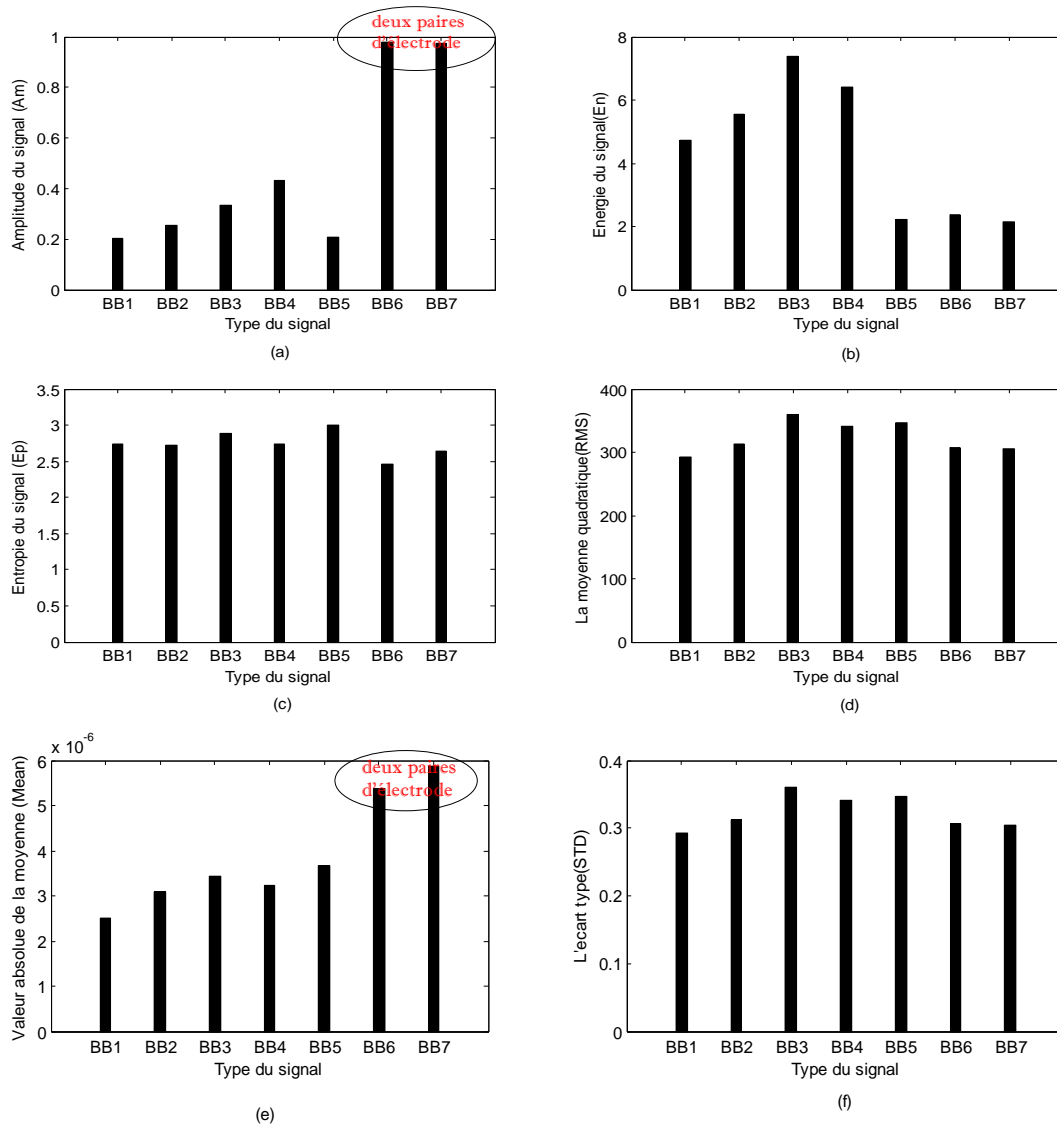 deux paires
d'électrode
1
0.8
0.6
0.4
0.2
0
Amplitude du signal (Am)
BB1 BB2 BB3 BB4 BB5 BB6 BB7
Type du signal
(a)
8
6
4
2
0
Energie du signal(En)
BB1 BB2 BB3 BB4 BB5 BB6 BB7
Type du signal
(b)
3.5
3
2.5
2
1.5
1
0.5
0
Entropie du signal (Ep)
BB1 BB2 BB3 BB4 BB5 BB6 BB7
Type du signal
(c)
400
300
200
100
0
La moyenne quadratique(RMS)
BB1 BB2 BB3 BB4 BB5 BB6 BB7
Type du signal
(d)
x 10^-6
deux paires
d'électrode
6
5
4
3
2
1
0
Valeur absolue de la moyenne (Mean)
BB1 BB2 BB3 BB4 BB5 BB6 BB7
Type du signal
(e)
0.4
0.3
0.2
0.1
0
L'ecart type(STD)
BB1 BB2 BB3 BB4 BB5 BB6 BB7
Type du signal
(f)